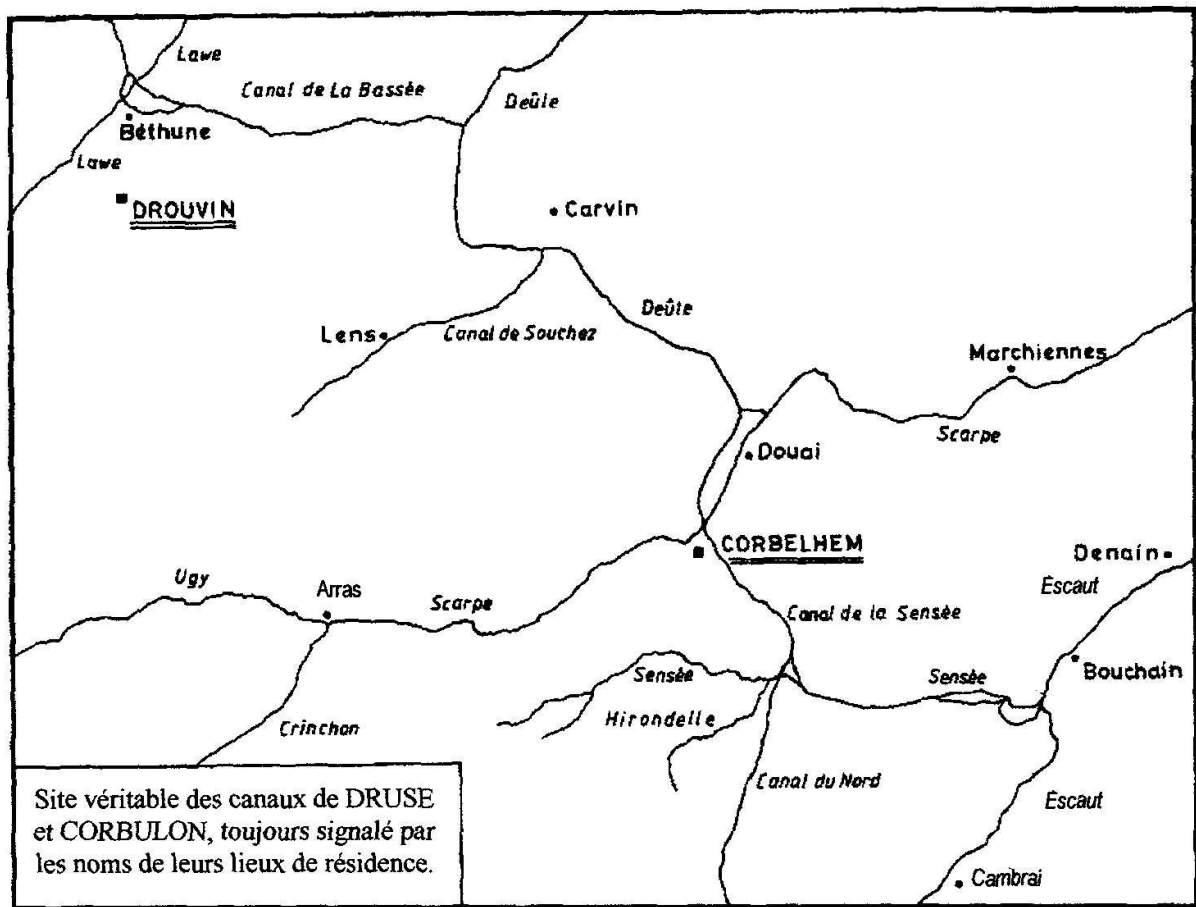 Lawe
Canal de La Bassée
Deûle
Béthune
Lawe
DROUVIN
Carvin
Deûle
Lens
Canal de Souchez
Marchiennes
Scarpe
Douai
CORBELHEM
Denain
Ugy
Arras
Scarpe
Escaut
Canal de la Sensée
Sensée
Sensée
Bouchain
Hirondelle
Crinchon
Canal du Nord
Escaut
Cambrai
Site véritable des canaux de DRUSE
et CORBULON, toujours signalé par
les noms de leurs lieux de résidence.